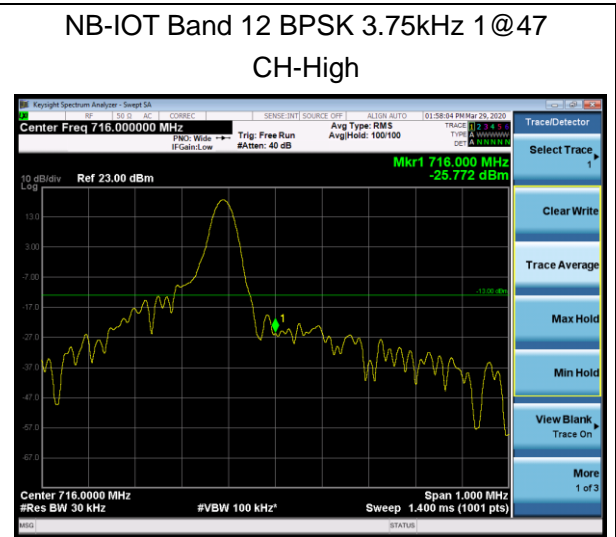 NB-IOT Band 12 BPSK 3.75kHz 1@47
CH-High
Keysight Spectrum Analyzer - Swept SA
RF 50 Ω AC CORREC SENSE:INT SOURCE OFF ALIGN AUTO 01:58:04 PM Mar 29, 2020
Center Freq 716.000000 MHz
PNO: Wide
IFGain:Low
Trig: Free Run
#Atten: 40 dB
Avg Type: RMS
Avg|Hold: 100/100
TRACE 1 2 3 4 5 6
TYPE A WWWWW
DET A NNNNN
Mkr1 716.000 MHz
-25.772 dBm
10 dB/div Ref 23.00 dBm
Log
13.0
3.00
-7.00
-13.00 dBm
-17.0
1
-27.0
-37.0
-47.0
-57.0
-67.0
Center 716.0000 MHz Span 1.000 MHz
#Res BW 30 kHz #VBW 100 kHz* Sweep 1.400 ms (1001 pts)
MSG STATUS
Trace/Detector
Select Trace
1
Clear Write
Trace Average
Max Hold
Min Hold
View Blank
Trace On
More
1 of 3